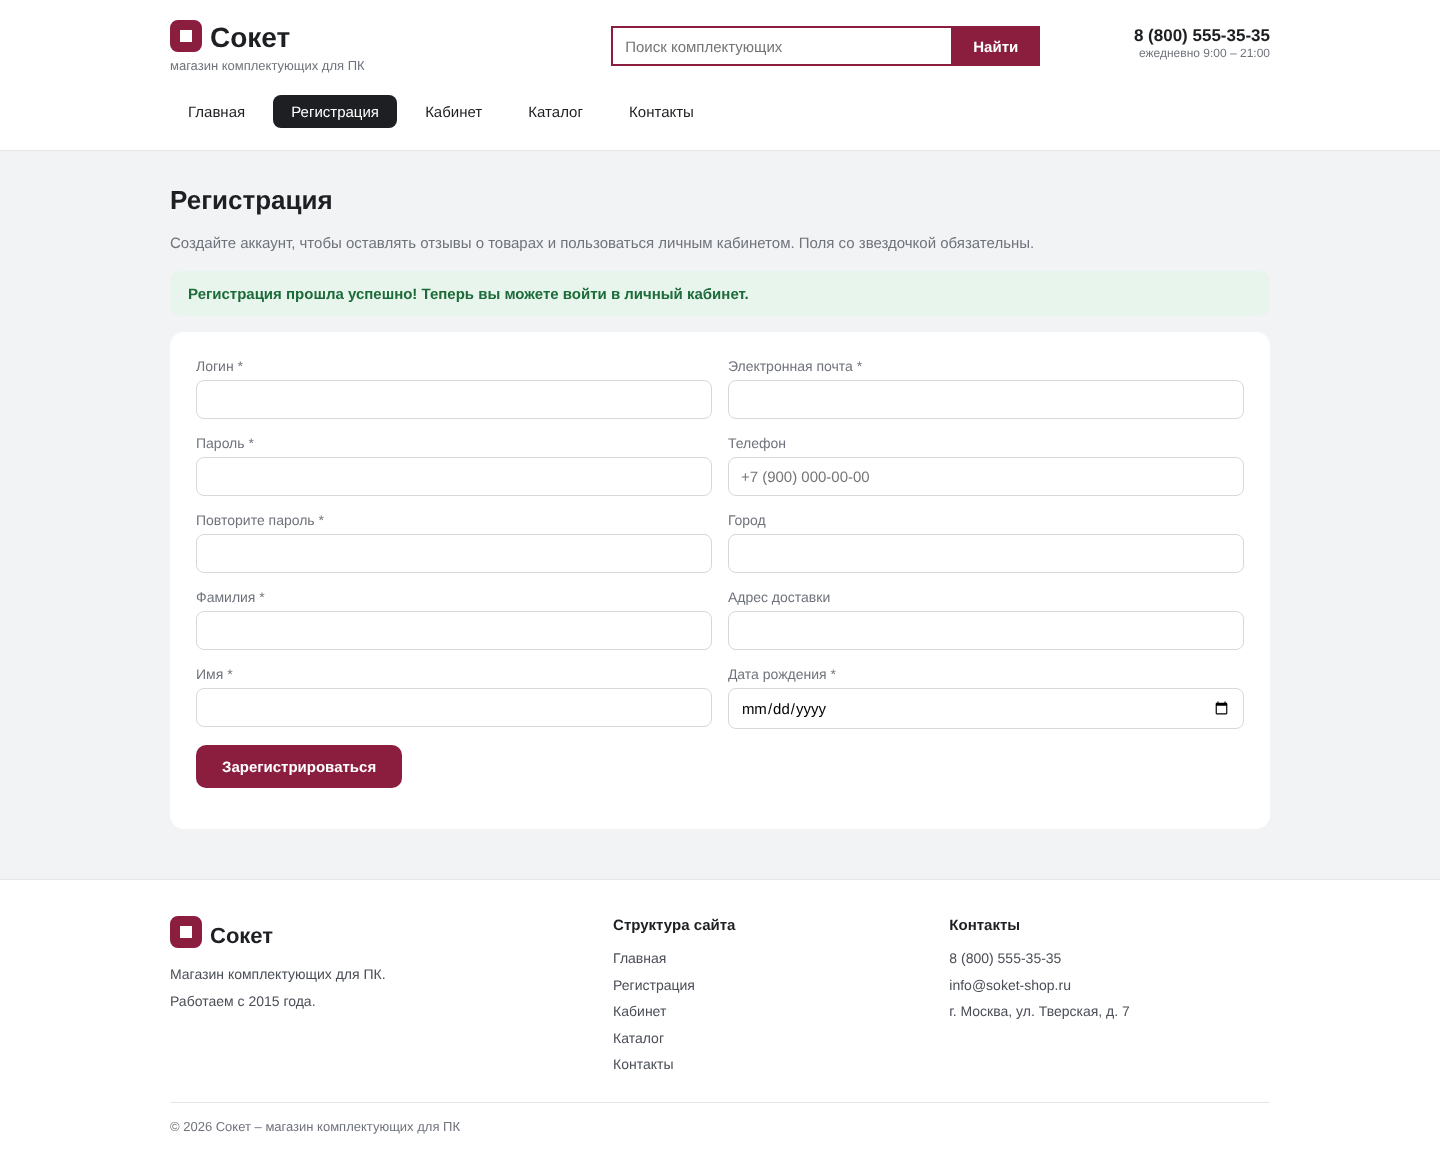 Сокет
магазин комплектующих для ПК
Поиск комплектующих
Найти
8 (800) 555-35-35
ежедневно 9:00 – 21:00
Главная
Регистрация
Кабинет
Каталог
Контакты
Регистрация
Создайте аккаунт, чтобы оставлять отзывы о товарах и пользоваться личным кабинетом. Поля со звездочкой обязательны.
Регистрация прошла успешно! Теперь вы можете войти в личный кабинет.
Логин *
Электронная почта *
Пароль *
Телефон
+7 (900) 000-00-00
Повторите пароль *
Город
Фамилия *
Адрес доставки
Имя *
Дата рождения *
mm/dd/yyyy
Зарегистрироваться
Сокет
Магазин комплектующих для ПК.
Работаем с 2015 года.
Структура сайта
Главная
Регистрация
Кабинет
Каталог
Контакты
Контакты
8 (800) 555-35-35
info@soket-shop.ru
г. Москва, ул. Тверская, д. 7
© 2026 Сокет – магазин комплектующих для ПК